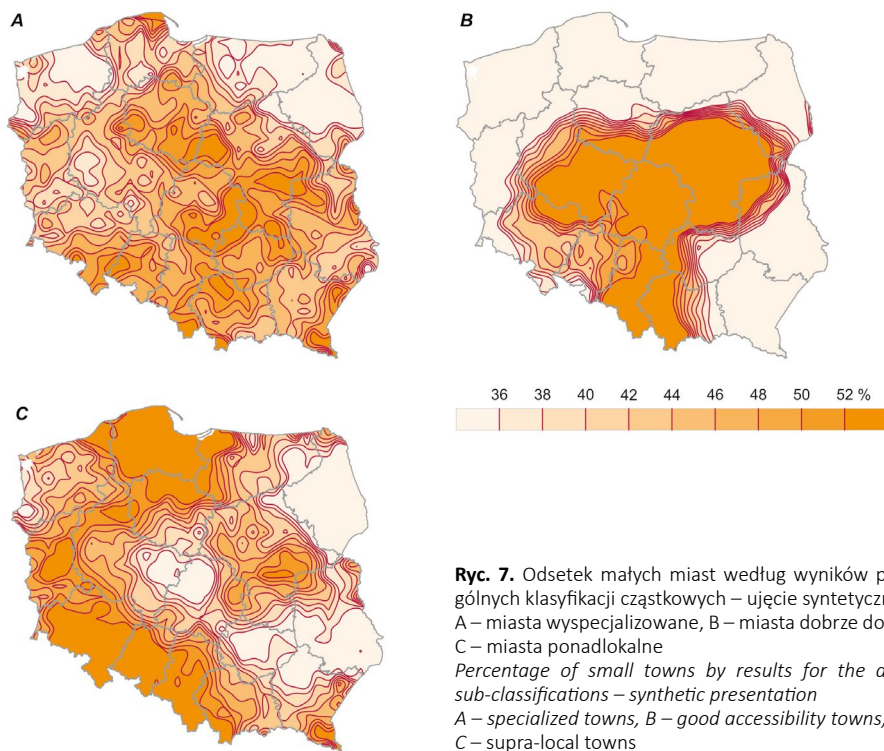 A
B
36 38 40 42 44 46 48 50 52 %
C
Ryc. 7. Odsetek małych miast według wyników p
gólnych klasyfikacji cząstkowych – ujęcie syntetyczn
A – miasta wyspecjalizowane, B – miasta dobrze do
C – miasta ponadlokalne
Percentage of small towns by results for the d
sub-classifications – synthetic presentation
A – specialized towns, B – good accessibility towns,
C – supra-local towns